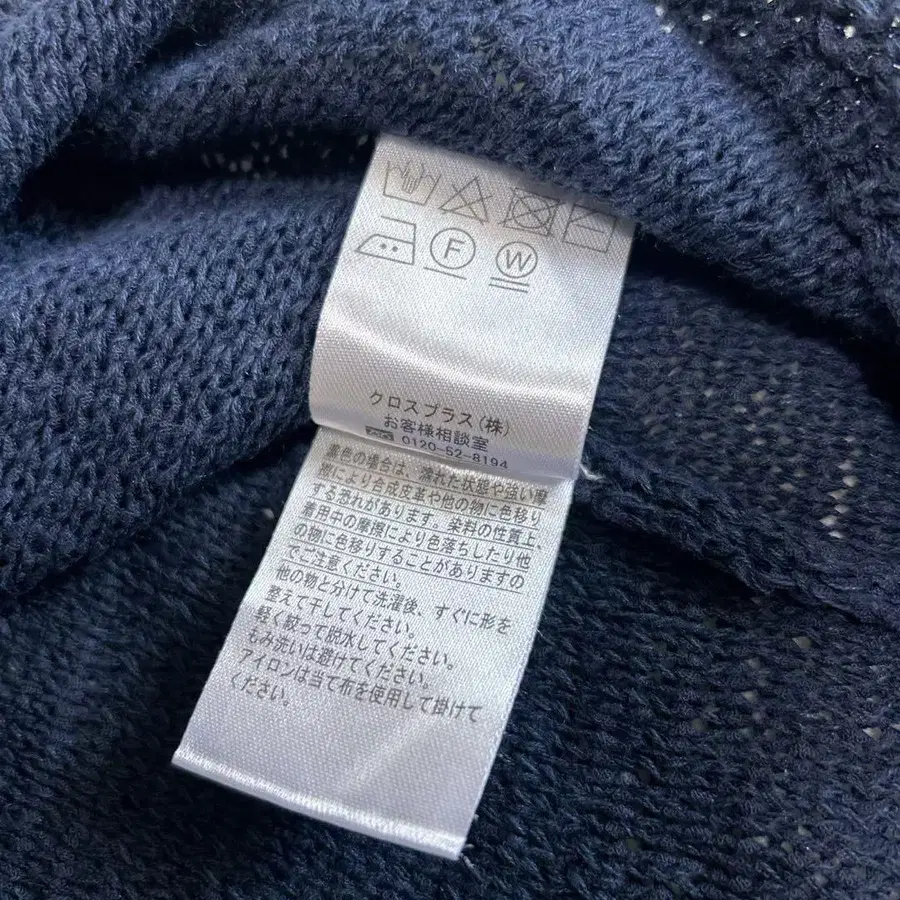 F W
クロスプラス(株)
お客様相談室
0120-52-8194
濃色の場合は、濡れた状態や強い摩
擦により合成皮革や他の物に色移り
する恐れがあります。染料の性質上、
着用中の摩擦により色落ちしたり他
の物に色移りすることがありますの
でご注意ください。
他の物と分けて洗濯後、すぐに形を
整えて干してください。
軽く絞って脱水してください。
もみ洗いは避けてください。
アイロンは当て布を使用して掛けて
ください。